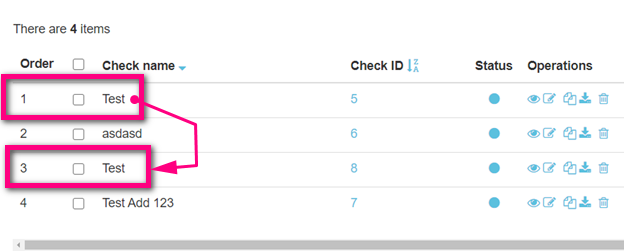 There are 4 items
Order Check name Check ID Status Operations
1 Test 5
2 asdasd 6
3 Test 8
4 Test Add 123 7